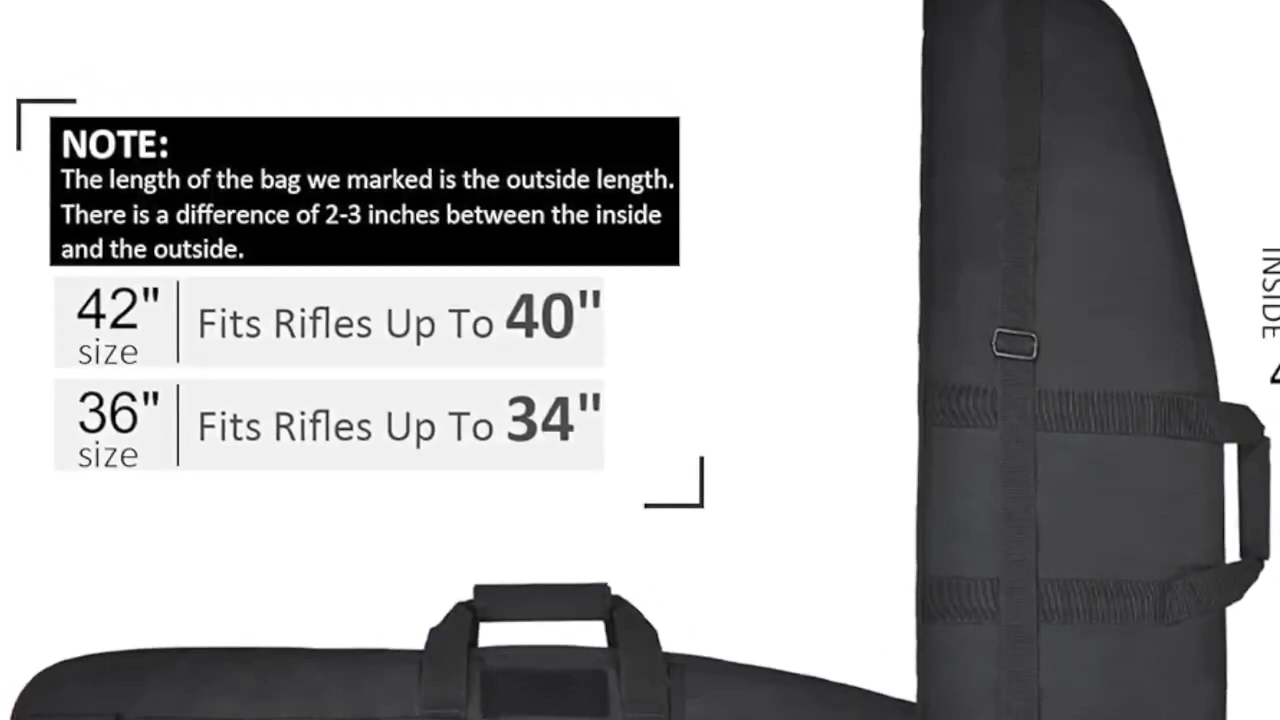 NOTE:
The length of the bag we marked is the outside length.
There is a difference of 2-3 inches between the inside
and the outside.
42" size
Fits Rifles Up To 40"
36" size
Fits Rifles Up To 34"
INSIDE